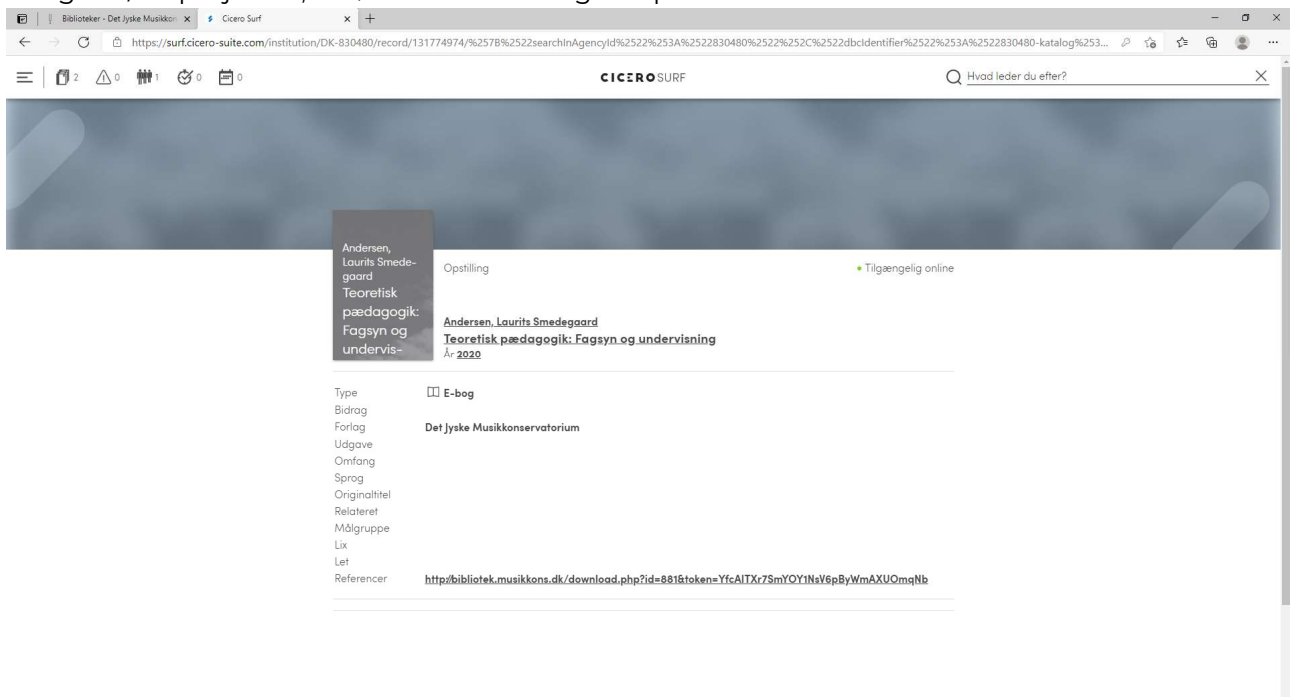 Biblioteker - Det Jyske Musikkon
Cicero Surf
https://surf.cicero-suite.com/institution/DK-830480/record/131774974/%257B%2522searchInAgencyId%2522%253A%2522830480%2522%252C%2522dbcIdentifier%2522%253A%2522830480-katalog%253...
2
0
1
0
0
CICEROSURF
Hvad leder du efter?
Andersen,
Laurits Smede-
gaard
Teoretisk
pædagogik:
Fagsyn og
undervis-
Opstilling
Tilgængelig online
Andersen, Laurits Smedegaard
Teoretisk pædagogik: Fagsyn og undervisning
År 2020
Type E-bog
Bidrag
Forlag Det Jyske Musikkonservatorium
Udgave
Omfang
Sprog
Originaltitel
Relateret
Målgruppe
Lix
Let
Referencer http://bibliotek.musikkons.dk/download.php?id=881&token=YfcAlTXr7SmYOY1NsV6pByWmAXUOmqNb